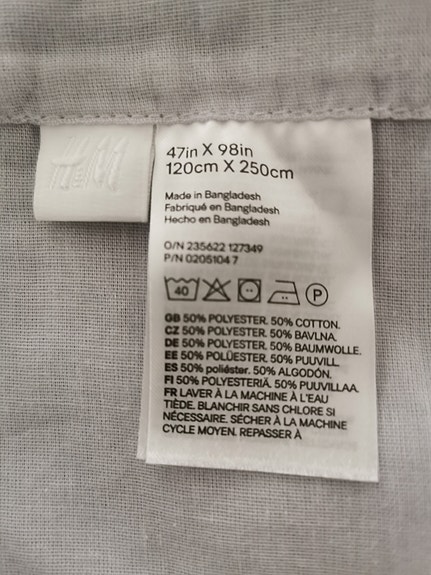 H&M
47in X 98in
120cm X 250cm
Made in Bangladesh
Fabriqué en Bangladesh
Hecho en Bangladesh
O/N 235622 127349
P/N 0205104 7
40 P
GB 50% POLYESTER. 50% COTTON.
CZ 50% POLYESTER. 50% BAVLNA.
DE 50% POLYESTER. 50% BAUMWOLLE.
EE 50% POLÜESTER. 50% PUUVILL.
ES 50% poliéster. 50% ALGODÓN.
FI 50% POLYESTERIÄ. 50% PUUVILLAA.
FR LAVER À LA MACHINE À L'EAU
TIÈDE. BLANCHIR SANS CHLORE SI
NÉCESSAIRE. SÉCHER À LA MACHINE
CYCLE MOYEN. REPASSER À